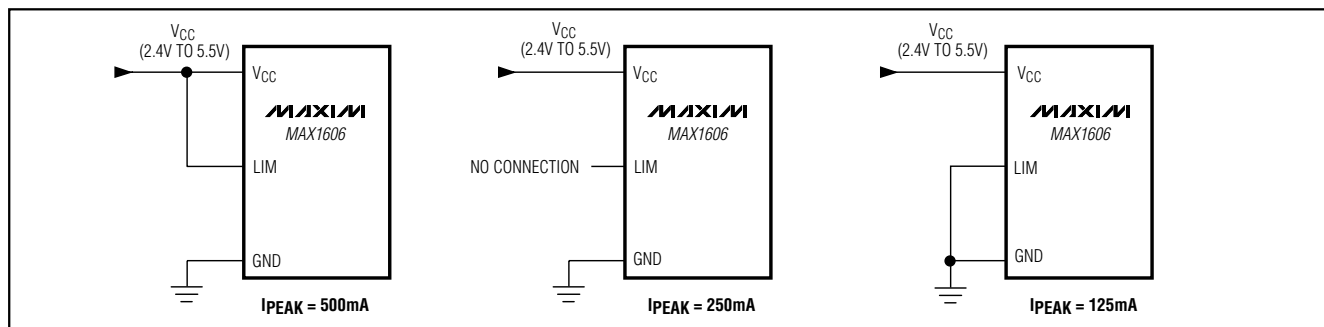 VCC
(2.4V TO 5.5V)
VCC
MAXIM
MAX1606
LIM
GND
IPEAK = 500mA
VCC
(2.4V TO 5.5V)
VCC
MAXIM
MAX1606
NO CONNECTION
LIM
GND
IPEAK = 250mA
VCC
(2.4V TO 5.5V)
VCC
MAXIM
MAX1606
LIM
GND
IPEAK = 125mA